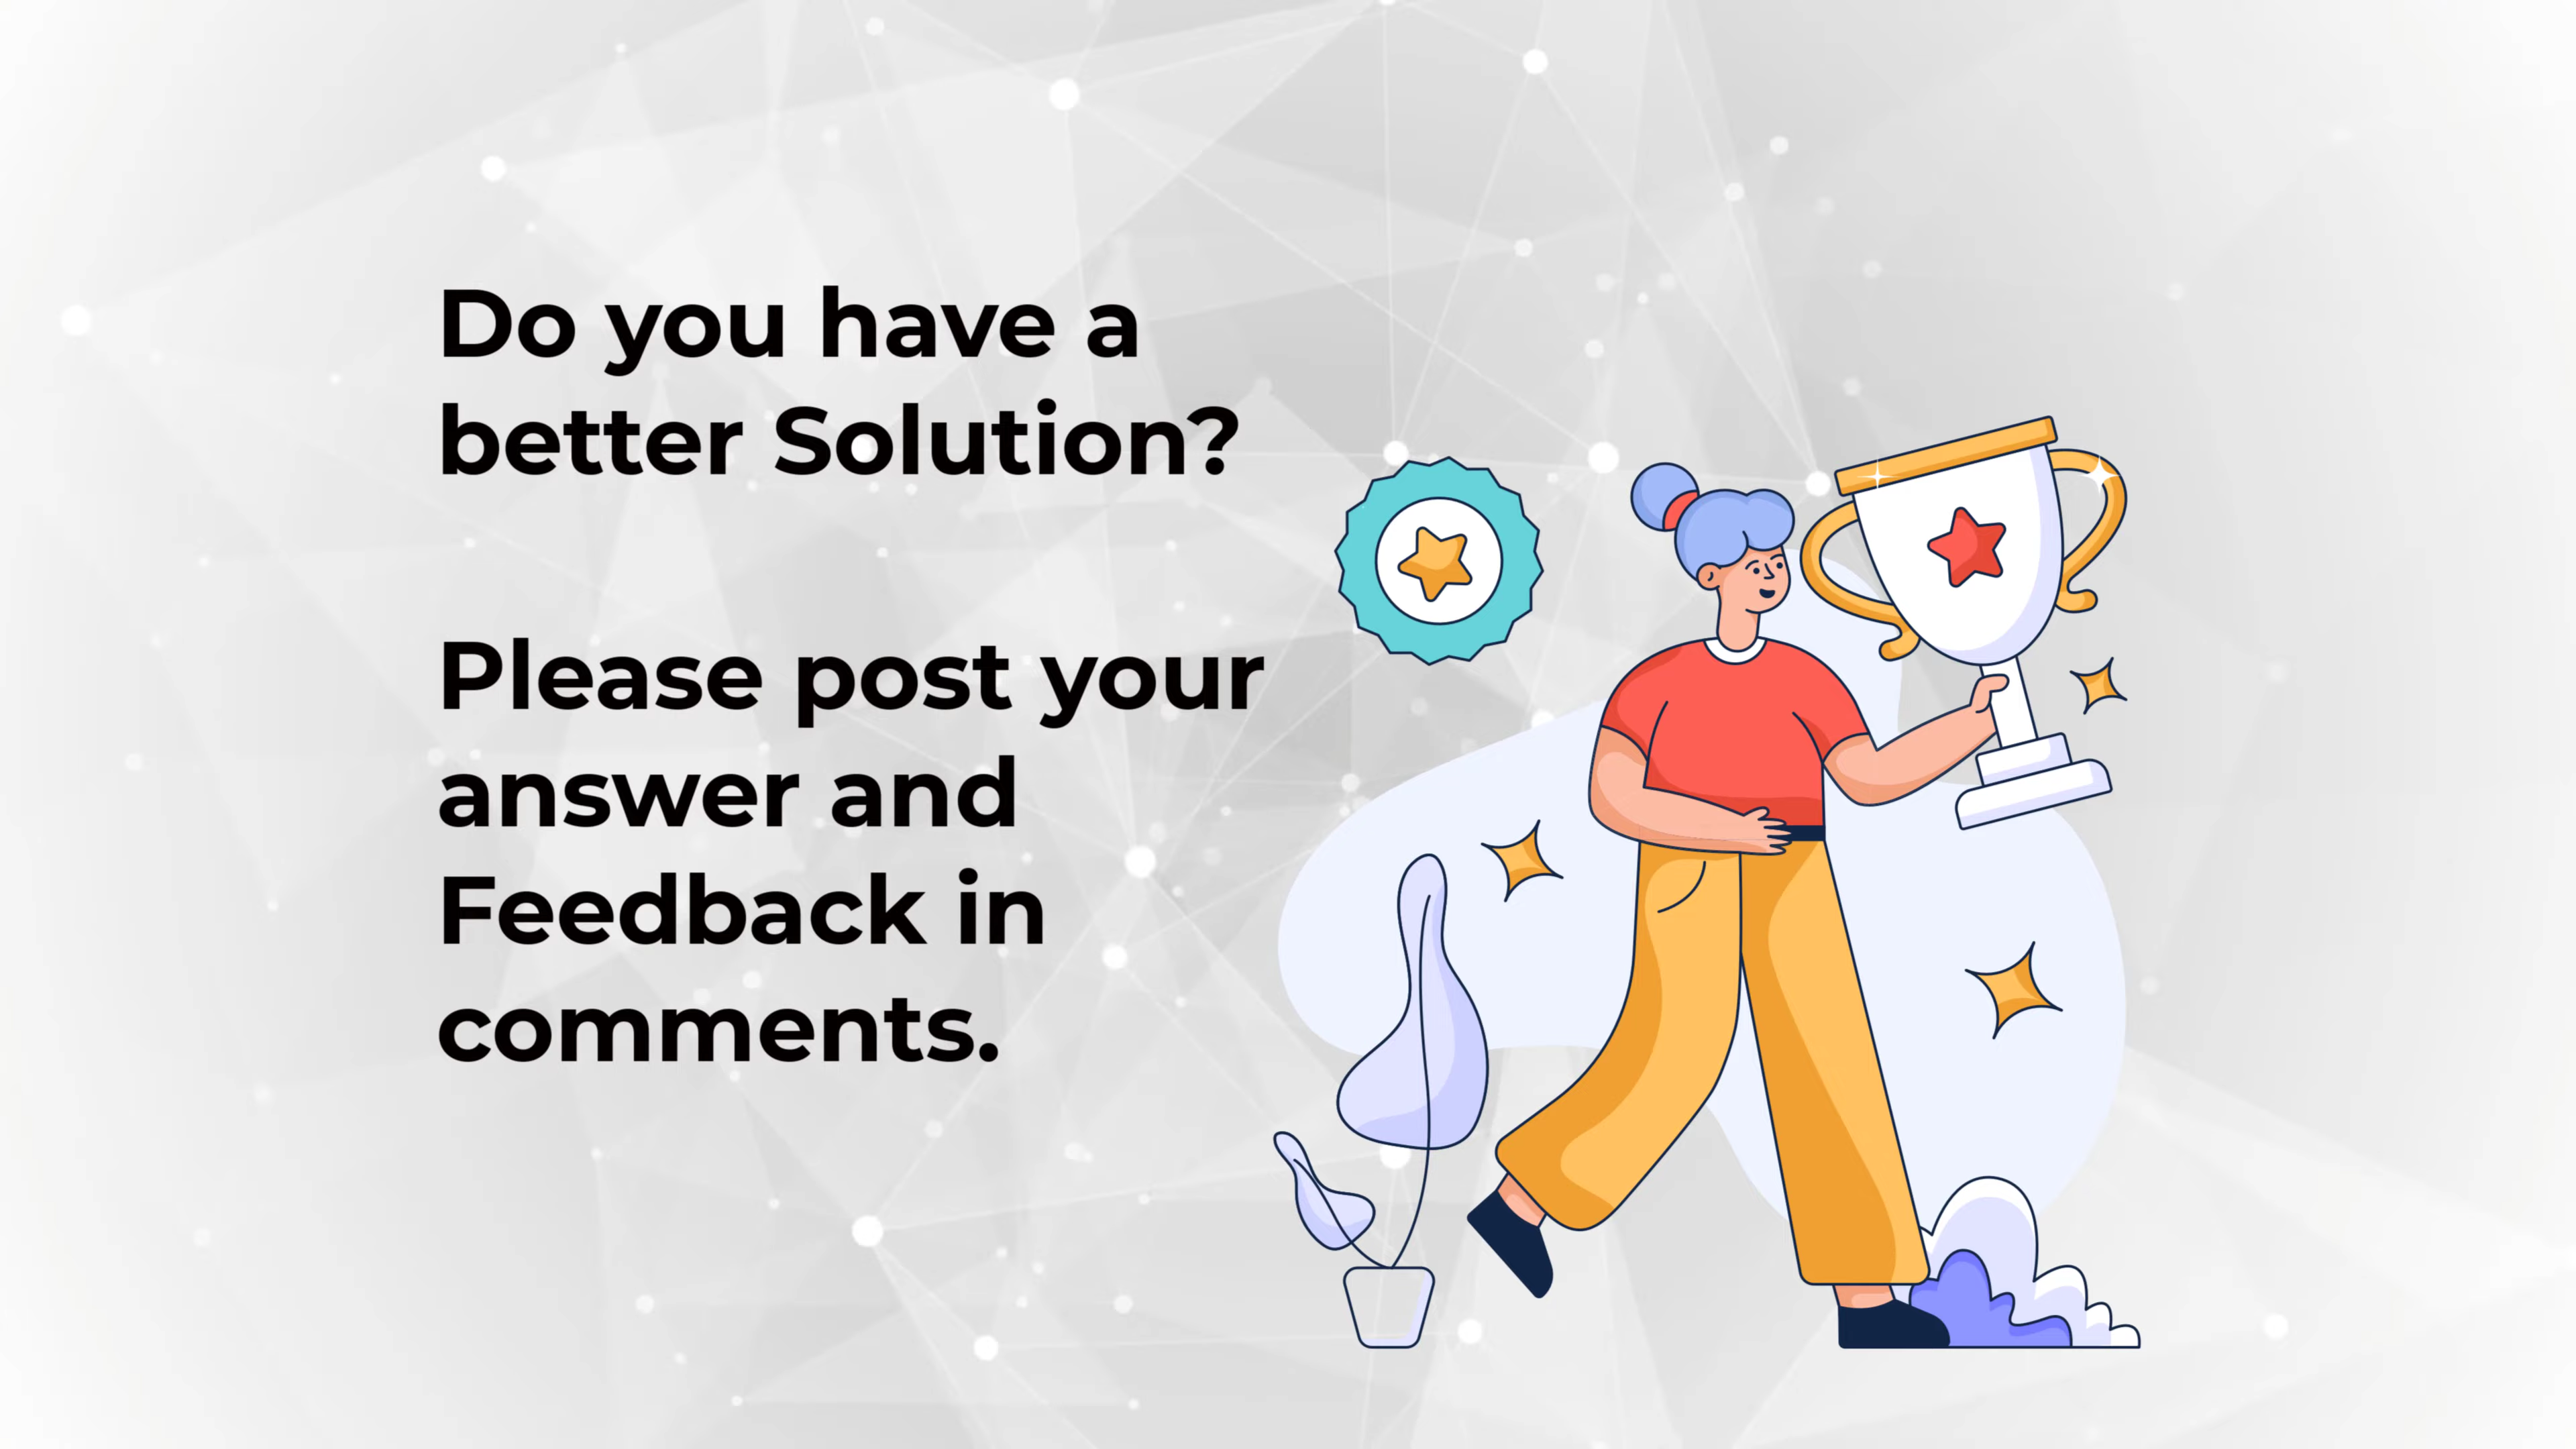 Do you have a
better Solution?
Please post your
answer and
Feedback in
comments.